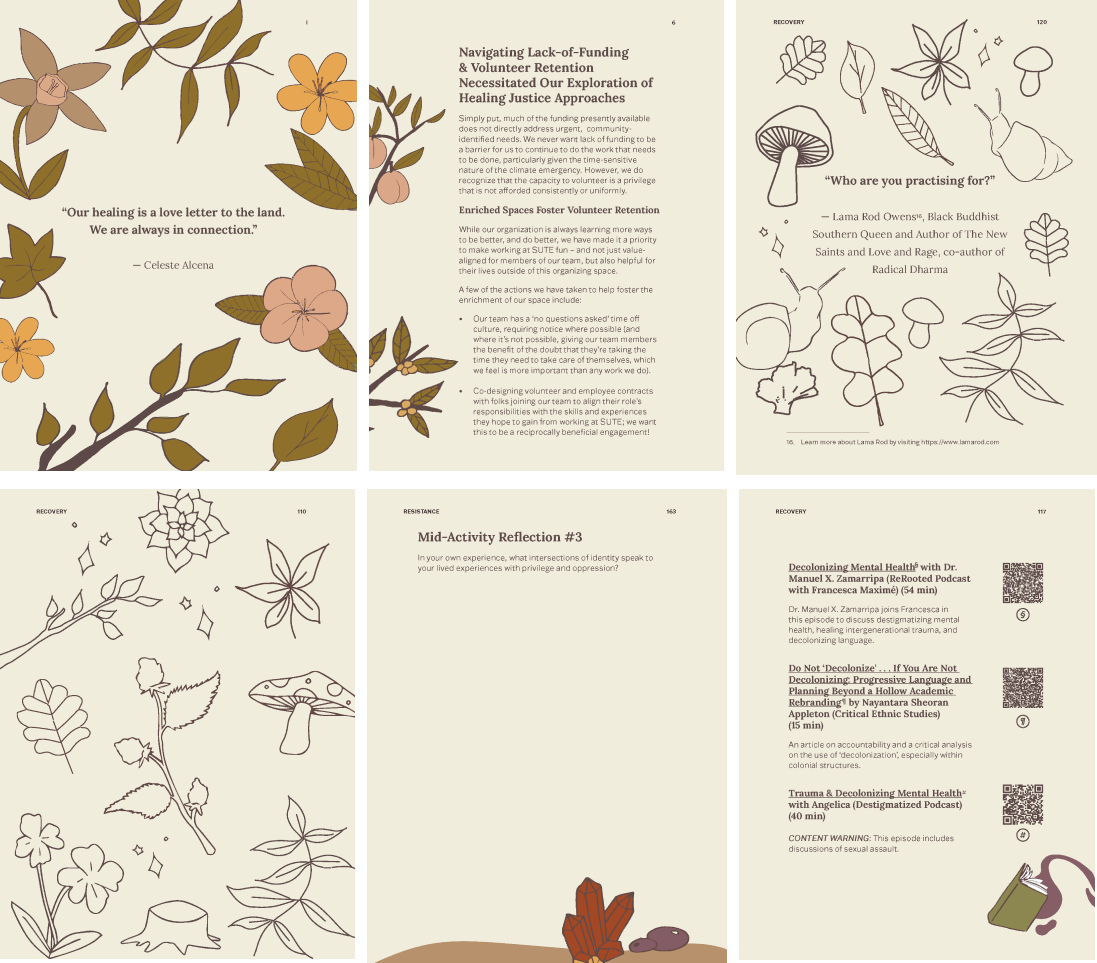 I
“Our healing is a love letter to the land.
We are always in connection.”
— Celeste Alcena
6
Navigating Lack-of-Funding
& Volunteer Retention
Necessitated Our Exploration of
Healing Justice Approaches
Simply put, much of the funding presently available
does not directly address urgent, community-
identified needs. We never want lack of funding to be
a barrier for us to continue to do the work that needs
to be done, particularly given the time-sensitive
nature of the climate emergency. However, we do
recognize that the capacity to volunteer is a privilege
that is not afforded consistently or uniformly.
Enriched Spaces Foster Volunteer Retention
While our organization is always learning more ways
to be better, and do better, we have made it a priority
to make working at SUTE fun – and not just value-
aligned for members of our team, but also helpful for
their lives outside of this organizing space.
A few of the actions we have taken to help foster the
enrichment of our space include:
• Our team has a ‘no questions asked’ time off
culture, requiring notice where possible (and
where it’s not possible, giving our team members
the benefit of the doubt that they’re taking the
time they need to take care of themselves, which
we feel is more important than any work we do).
• Co-designing volunteer and employee contracts
with folks joining our team to align their role’s
responsibilities with the skills and experiences
they hope to gain from working at SUTE; we want
this to be a reciprocally beneficial engagement!
RECOVERY 120
“Who are you practising for?”
— Lama Rod Owens¹⁶, Black Buddhist
Southern Queen and Author of The New
Saints and Love and Rage, co-author of
Radical Dharma
16. Learn more about Lama Rod by visiting https://www.lamarod.com
RECOVERY 110
RESISTANCE 163
Mid-Activity Reflection #3
In your own experience, what intersections of identity speak to
your lived experiences with privilege and oppression?
RECOVERY 117
Decolonizing Mental Health§ with Dr.
Manuel X. Zamarripa (ReRooted Podcast
with Francesca Maximé) (54 min)
§
Dr. Manuel X. Zamarripa joins Francesca in
this episode to discuss destigmatizing mental
health, healing intergenerational trauma, and
decolonizing language.
Do Not ‘Decolonize’ . . . If You Are Not
Decolonizing: Progressive Language and
Planning Beyond a Hollow Academic
Rebranding¶ by Nayantara Sheoran
Appleton (Critical Ethnic Studies)
(15 min)
¶
An article on accountability and a critical analysis
on the use of ‘decolonization’, especially within
colonial structures.
Trauma & Decolonizing Mental Health#
with Angelica (Destigmatized Podcast)
(40 min)
#
CONTENT WARNING: This episode includes
discussions of sexual assault.